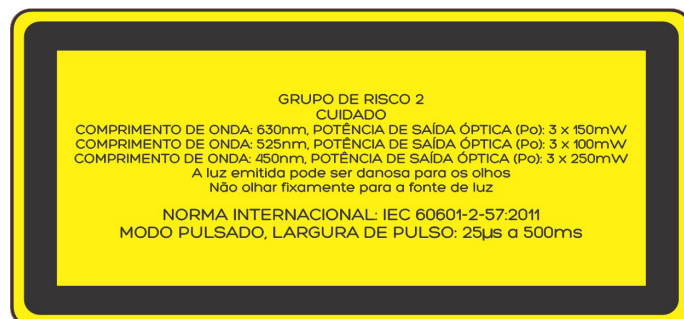 GRUPO DE RISCO 2
CUIDADO
COMPRIMENTO DE ONDA: 630nm, POTÊNCIA DE SAÍDA ÓPTICA (Po): 3 x 150mW
COMPRIMENTO DE ONDA: 525nm, POTÊNCIA DE SAÍDA ÓPTICA (Po): 3 x 100mW
COMPRIMENTO DE ONDA: 450nm, POTÊNCIA DE SAÍDA ÓPTICA (Po): 3 x 250mW
A luz emitida pode ser danosa para os olhos
Não olhar fixamente para a fonte de luz
NORMA INTERNACIONAL: IEC 60601-2-57:2011
MODO PULSADO, LARGURA DE PULSO: 25µs a 500ms